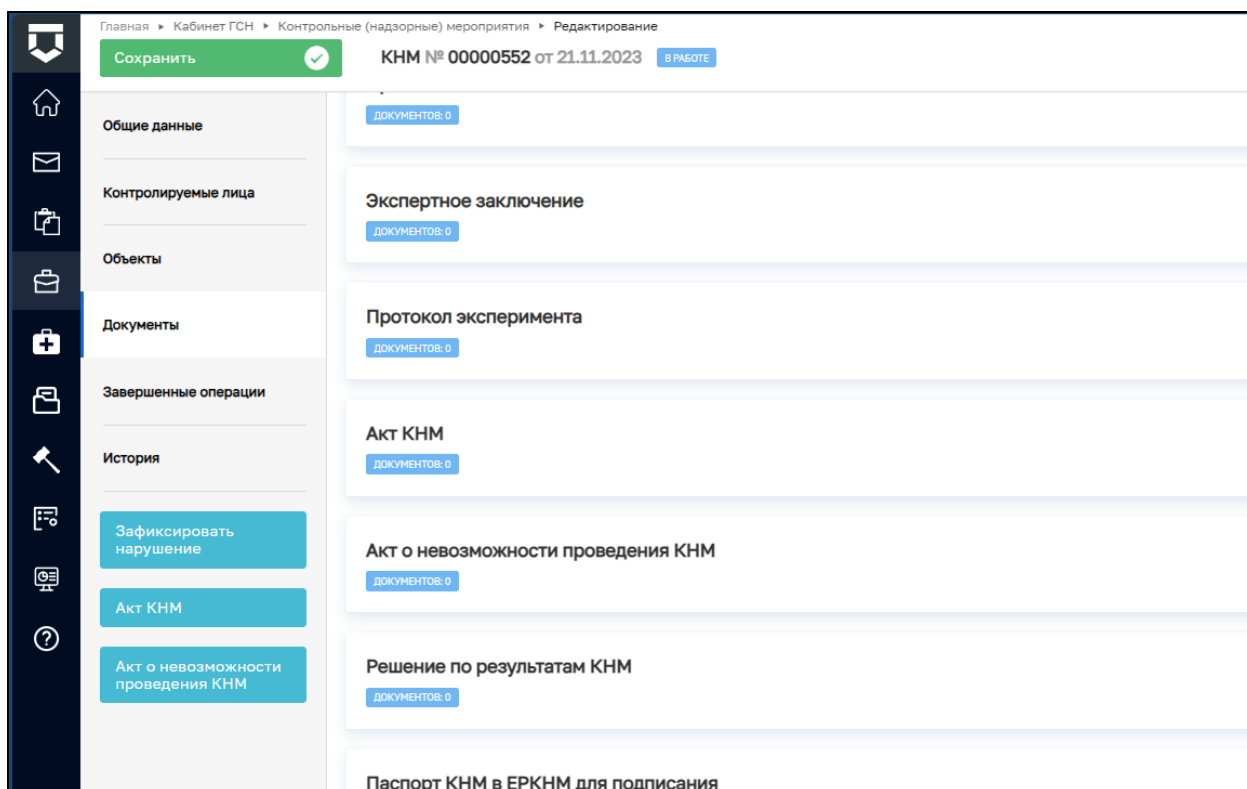 Главная ▸ Кабинет ГСН ▸ Контрольные (надзорные) мероприятия ▸ Редактирование
Сохранить
КНМ № 00000552 от 21.11.2023 В РАБОТЕ
Общие данные
Контролируемые лица
Объекты
Документы
Завершенные операции
История
Зафиксировать
нарушение
Акт КНМ
Акт о невозможности
проведения КНМ
ДОКУМЕНТОВ: 0
Экспертное заключение
ДОКУМЕНТОВ: 0
Протокол эксперимента
ДОКУМЕНТОВ: 0
Акт КНМ
ДОКУМЕНТОВ: 0
Акт о невозможности проведения КНМ
ДОКУМЕНТОВ: 0
Решение по результатам КНМ
ДОКУМЕНТОВ: 0
Паспорт КНМ в ЕРКНМ для подписания